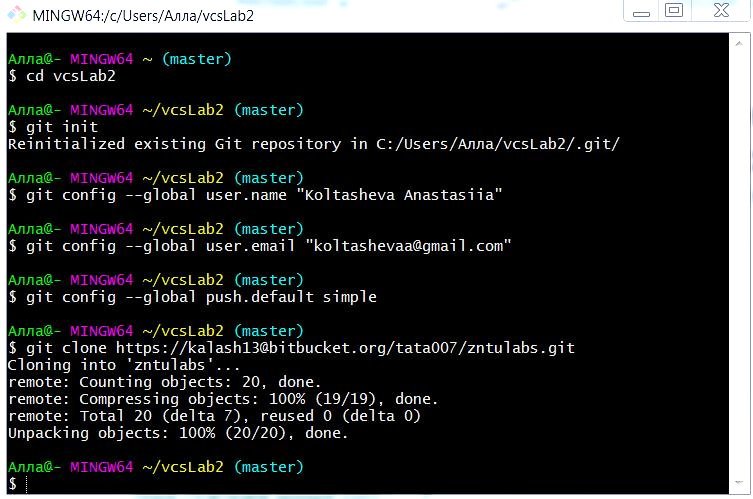 MINGW64:/c/Users/Алла/vcsLab2
Алла@- MINGW64 ~ (master)
$ cd vcsLab2
Алла@- MINGW64 ~/vcsLab2 (master)
$ git init
Reinitialized existing Git repository in C:/Users/Алла/vcsLab2/.git/
Алла@- MINGW64 ~/vcsLab2 (master)
$ git config --global user.name "Koltasheva Anastasiia"
Алла@- MINGW64 ~/vcsLab2 (master)
$ git config --global user.email "koltashevaa@gmail.com"
Алла@- MINGW64 ~/vcsLab2 (master)
$ git config --global push.default simple
Алла@- MINGW64 ~/vcsLab2 (master)
$ git clone https://kalash13@bitbucket.org/tata007/zntulabs.git
Cloning into 'zntulabs'...
remote: Counting objects: 20, done.
remote: Compressing objects: 100% (19/19), done.
remote: Total 20 (delta 7), reused 0 (delta 0)
Unpacking objects: 100% (20/20), done.
Алла@- MINGW64 ~/vcsLab2 (master)
$